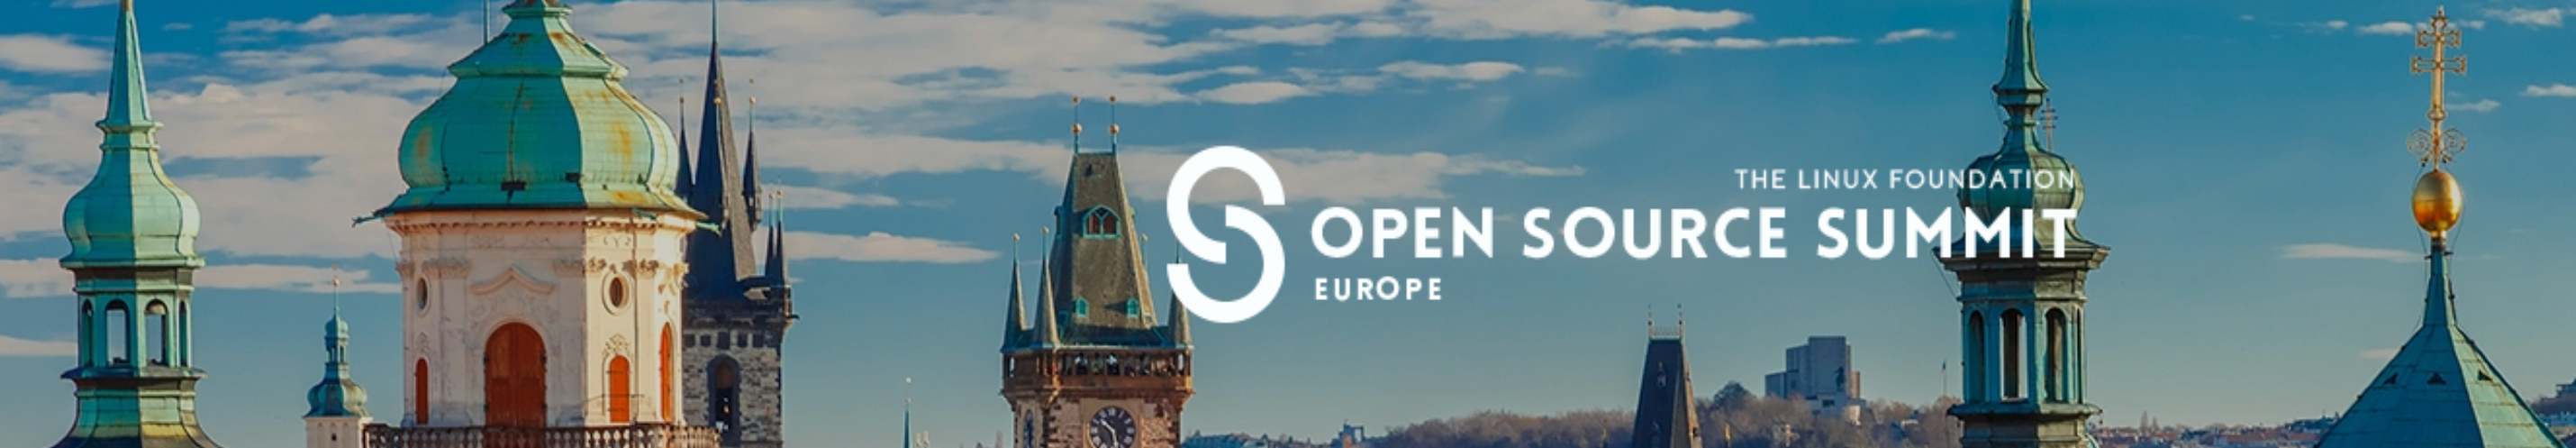 THE LINUX FOUNDATION
OPEN SOURCE SUMMIT
EUROPE